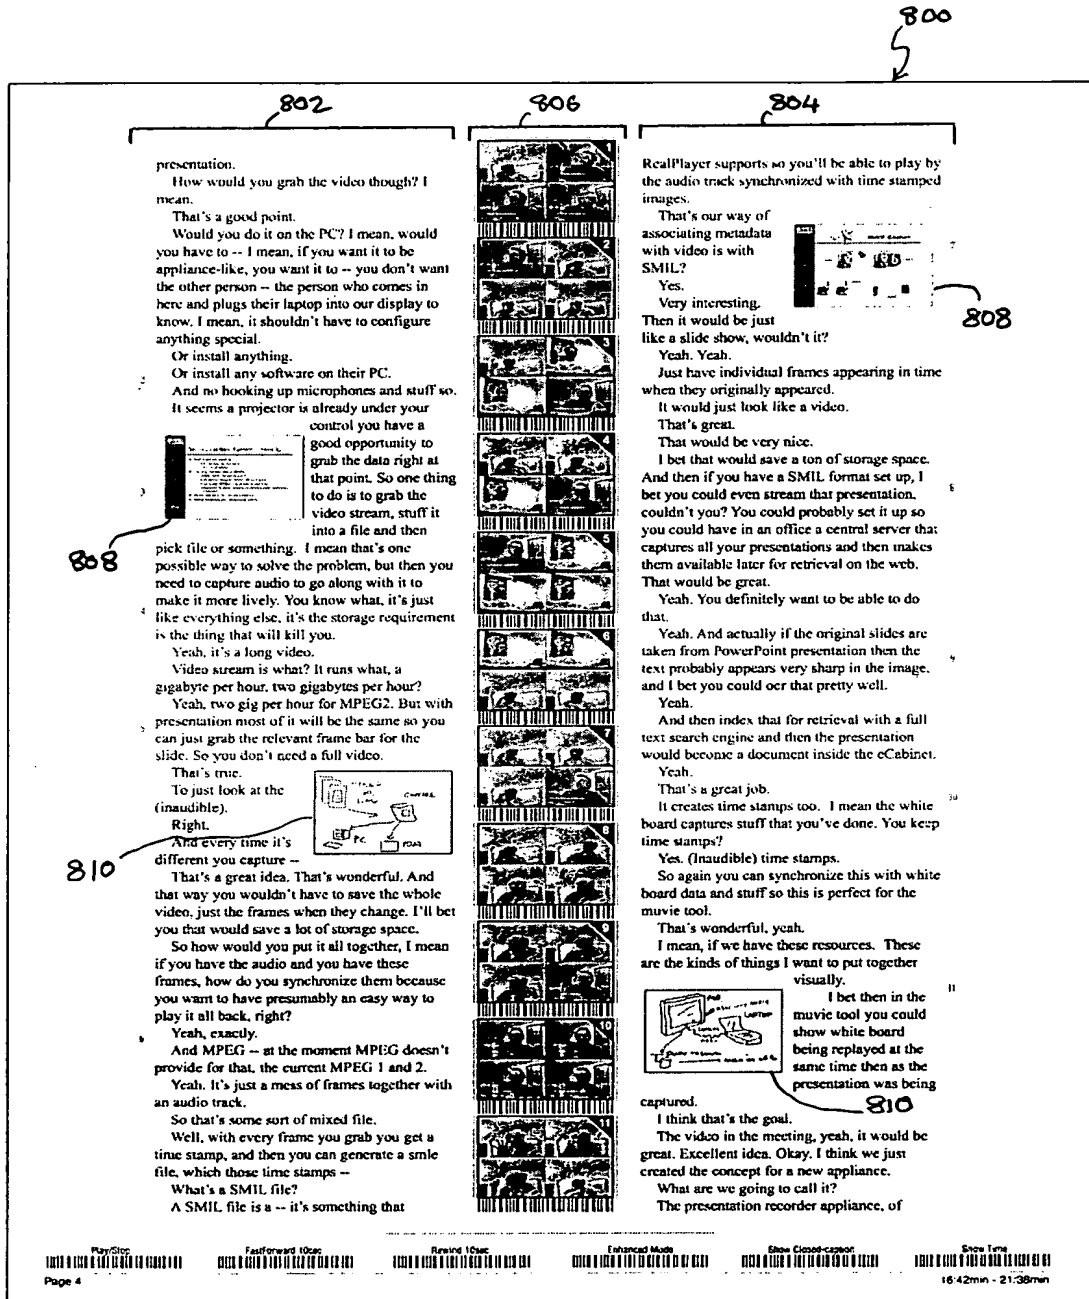 800
802
806
804
presentation.
How would you grab the video though? I
mean.
That's a good point.
Would you do it on the PC? I mean, would
you have to -- I mean, if you want it to be
appliance-like, you want it to -- you don't want
the other person -- the person who comes in
here and plugs their laptop into our display to
know. I mean, it shouldn't have to configure
anything special.
Or install anything.
Or install any software on their PC.
And no hooking up microphones and stuff so.
It seems a projector is already under your
control you have a
good opportunity to
grab the data right at
that point. So one thing
to do is to grab the
video stream, stuff it
into a file and then
808
pick file or something. I mean that's one
possible way to solve the problem, but then you
need to capture audio to go along with it to
make it more lively. You know what, it's just
like everything else, it's the storage requirement
is the thing that will kill you.
Yeah, it's a long video.
Video stream is what? It runs what, a
gigabyte per hour, two gigabytes per hour?
Yeah, two gig per hour for MPEG2. But with
presentation most of it will be the same so you
can just grab the relevant frame bar for the
slide. So you don't need a full video.
That's true.
To just look at the
(inaudible).
Right.
And every time it's
different you capture --
PC
PDA
810
That's a great idea. That's wonderful. And
that way you wouldn't have to save the whole
video, just the frames when they change. I'll bet
you that would save a lot of storage space.
So how would you put it all together, I mean
if you have the audio and you have these
frames, how do you synchronize them because
you want to have presumably an easy way to
play it all back, right?
Yeah, exactly.
And MPEG -- at the moment MPEG doesn't
provide for that, the current MPEG 1 and 2.
Yeah. It's just a mess of frames together with
an audio track.
So that's some sort of mixed file.
Well, with every frame you grab you get a
time stamp, and then you can generate a smle
file, which those time stamps --
What's a SMIL file?
A SMIL file is a -- it's something that
1
2
3
4
5
6
7
8
9
10
11
RealPlayer supports so you'll be able to play by
the audio track synchronized with time stamped
images.
That's our way of
associating metadata
with video is with
SMIL?
Yes.
Very interesting.
Then it would be just
like a slide show, wouldn't it?
808
Yeah. Yeah.
Just have individual frames appearing in time
when they originally appeared.
It would just look like a video.
That's great.
That would be very nice.
I bet that would save a ton of storage space.
And then if you have a SMIL format set up, I
bet you could even stream that presentation,
couldn't you? You could probably set it up so
you could have in an office a central server that
captures all your presentations and then makes
them available later for retrieval on the web.
That would be great.
Yeah. You definitely want to be able to do
that.
Yeah. And actually if the original slides are
taken from PowerPoint presentation then the
text probably appears very sharp in the image,
and I bet you could ocr that pretty well.
Yeah.
And then index that for retrieval with a full
text search engine and then the presentation
would become a document inside the eCabinet.
Yeah.
That's a great job.
It creates time stamps too. I mean the white
board captures stuff that you've done. You keep
time stamps?
Yes. (Inaudible) time stamps.
So again you can synchronize this with white
board data and stuff so this is perfect for the
muvie tool.
That's wonderful, yeah.
I mean, if we have these resources. These
are the kinds of things I want to put together
visually.
I bet then in the
muvie tool you could
show white board
being replayed at the
same time then as the
presentation was being
captured.
LAPTOP
810
I think that's the goal.
The video in the meeting, yeah, it would be
great. Excellent idea. Okay. I think we just
created the concept for a new appliance.
What are we going to call it?
The presentation recorder appliance, of
Play/Stop
FastForward 10sec
Rewind 10sec
Enhanced Mode
Show Closed-caption
Show Time
Page 4
16:42min - 21:38min